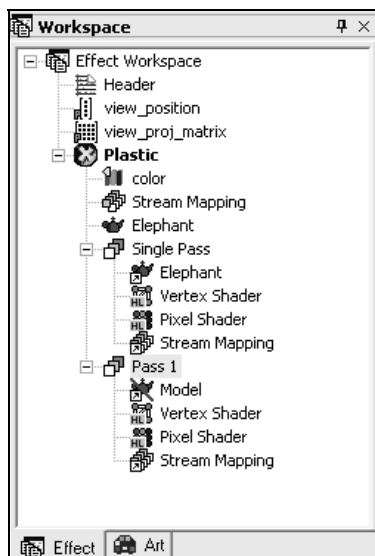 Workspace
Effect Workspace
Header
view_position
view_proj_matrix
Plastic
color
Stream Mapping
Elephant
Single Pass
Elephant
Vertex Shader
Pixel Shader
Stream Mapping
Pass 1
Model
Vertex Shader
Pixel Shader
Stream Mapping
Effect Art